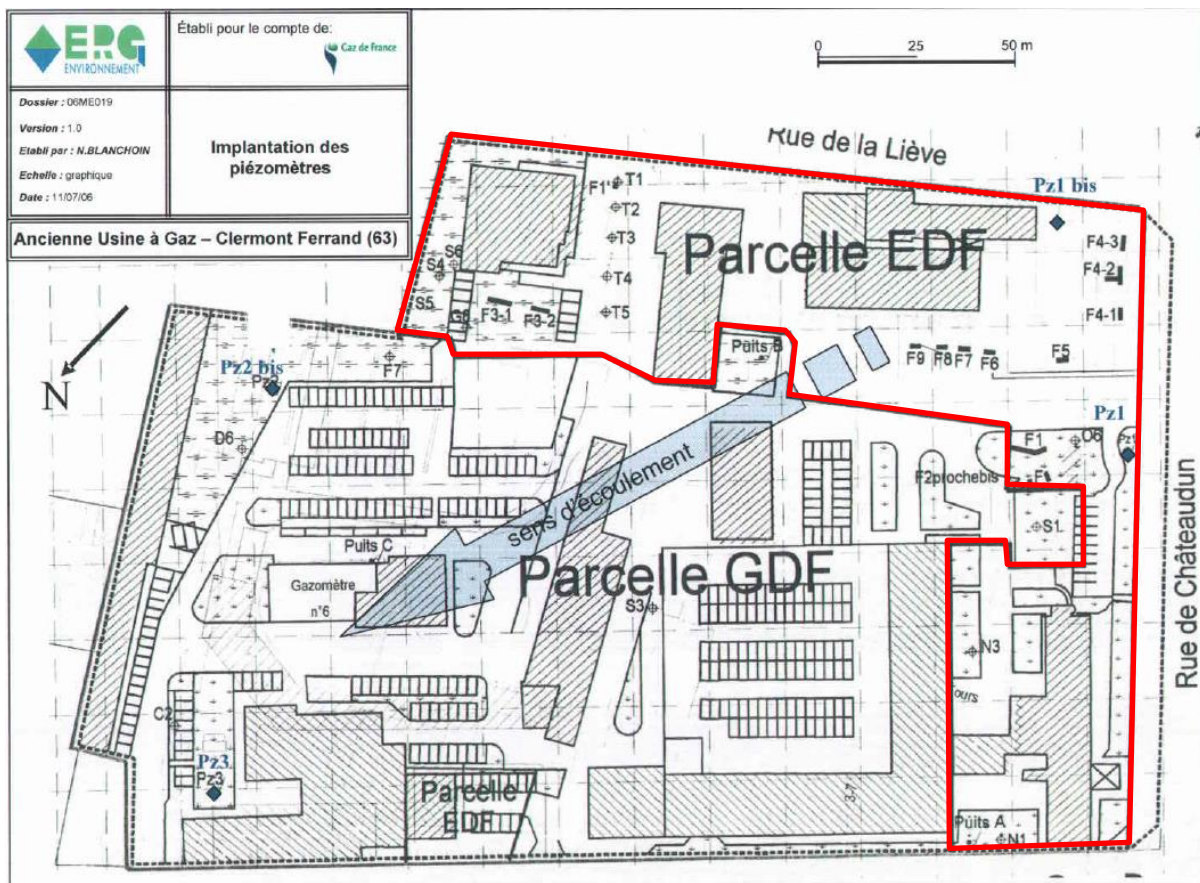 ERG
ENVIRONNEMENT
Établi pour le compte de:
Gaz de France
Dossier : 06ME019
Version : 1.0
Etabli par : N.BLANCHOIN
Echelle : graphique
Date : 11/07/06
Implantation des
piézomètres
Ancienne Usine à Gaz – Clermont Ferrand (63)
0 25 50 m
Rue de la Liève
Pz1 bis
F1'
T1
T2
T3
T4
T5
S6
S4
S5
F3-1
F3-2
Parcelle EDF
F4-3
F4-2
F4-1
Puits B
F9 F8 F7 F6
F5
N
F7
Pz2 bis
D6
Pz1
Pz1
F1
O6
F2prochebis
S1
sens d'écoulement
Puits C
Gazomètre
n°6
Parcelle GDF
S3
N3
ours
Rue de Châteaudun
C2
Pz3
Pz3
Parcelle
EDF
3-7
Puits A
N1